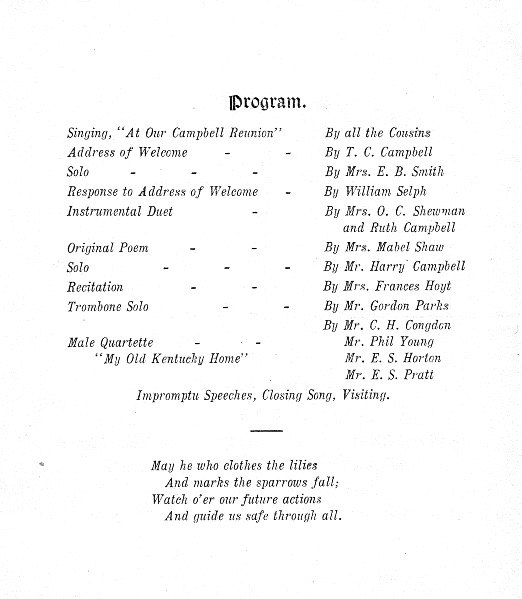 Program.
Singing, "At Our Campbell Reunion" By all the Cousins
Address of Welcome - - By T. C. Campbell
Solo - - - By Mrs. E. B. Smith
Response to Address of Welcome - By William Selph
Instrumental Duet - By Mrs. O. C. Shewman
and Ruth Campbell
Original Poem - - By Mrs. Mabel Shaw
Solo - - - By Mr. Harry Campbell
Recitation - - By Mrs. Frances Hoyt
Trombone Solo - - By Mr. Gordon Parks
By Mr. C. H. Congdon
Male Quartette - - Mr. Phil Young
"My Old Kentucky Home" Mr. E. S. Horton
Mr. E. S. Pratt
Impromptu Speeches, Closing Song, Visiting.
May he who clothes the lilies
And marks the sparrows fall;
Watch o'er our future actions
And guide us safe through all.